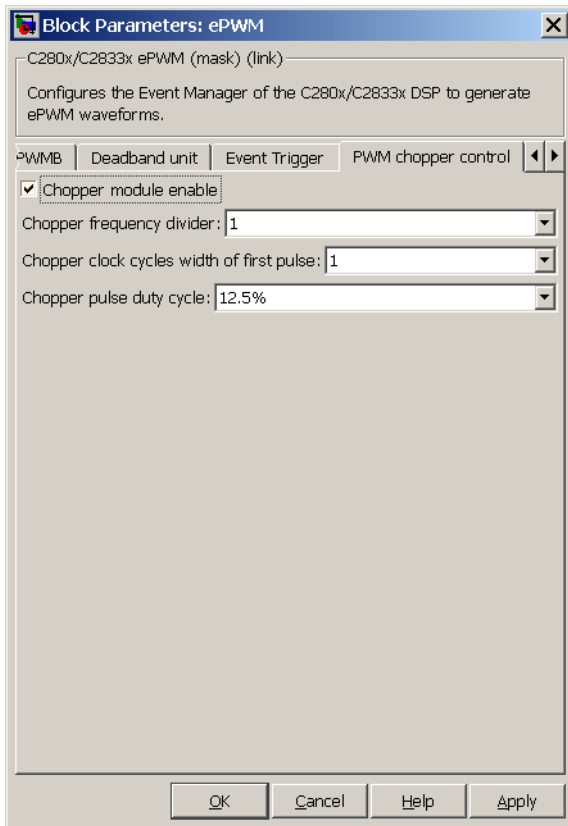 Block Parameters: ePWM
C280x/C2833x ePWM (mask) (link)
Configures the Event Manager of the C280x/C2833x DSP to generate
ePWM waveforms.
PWMB Deadband unit Event Trigger PWM chopper control
Chopper module enable
Chopper frequency divider: 1
Chopper clock cycles width of first pulse: 1
Chopper pulse duty cycle: 12.5%
OK Cancel Help Apply